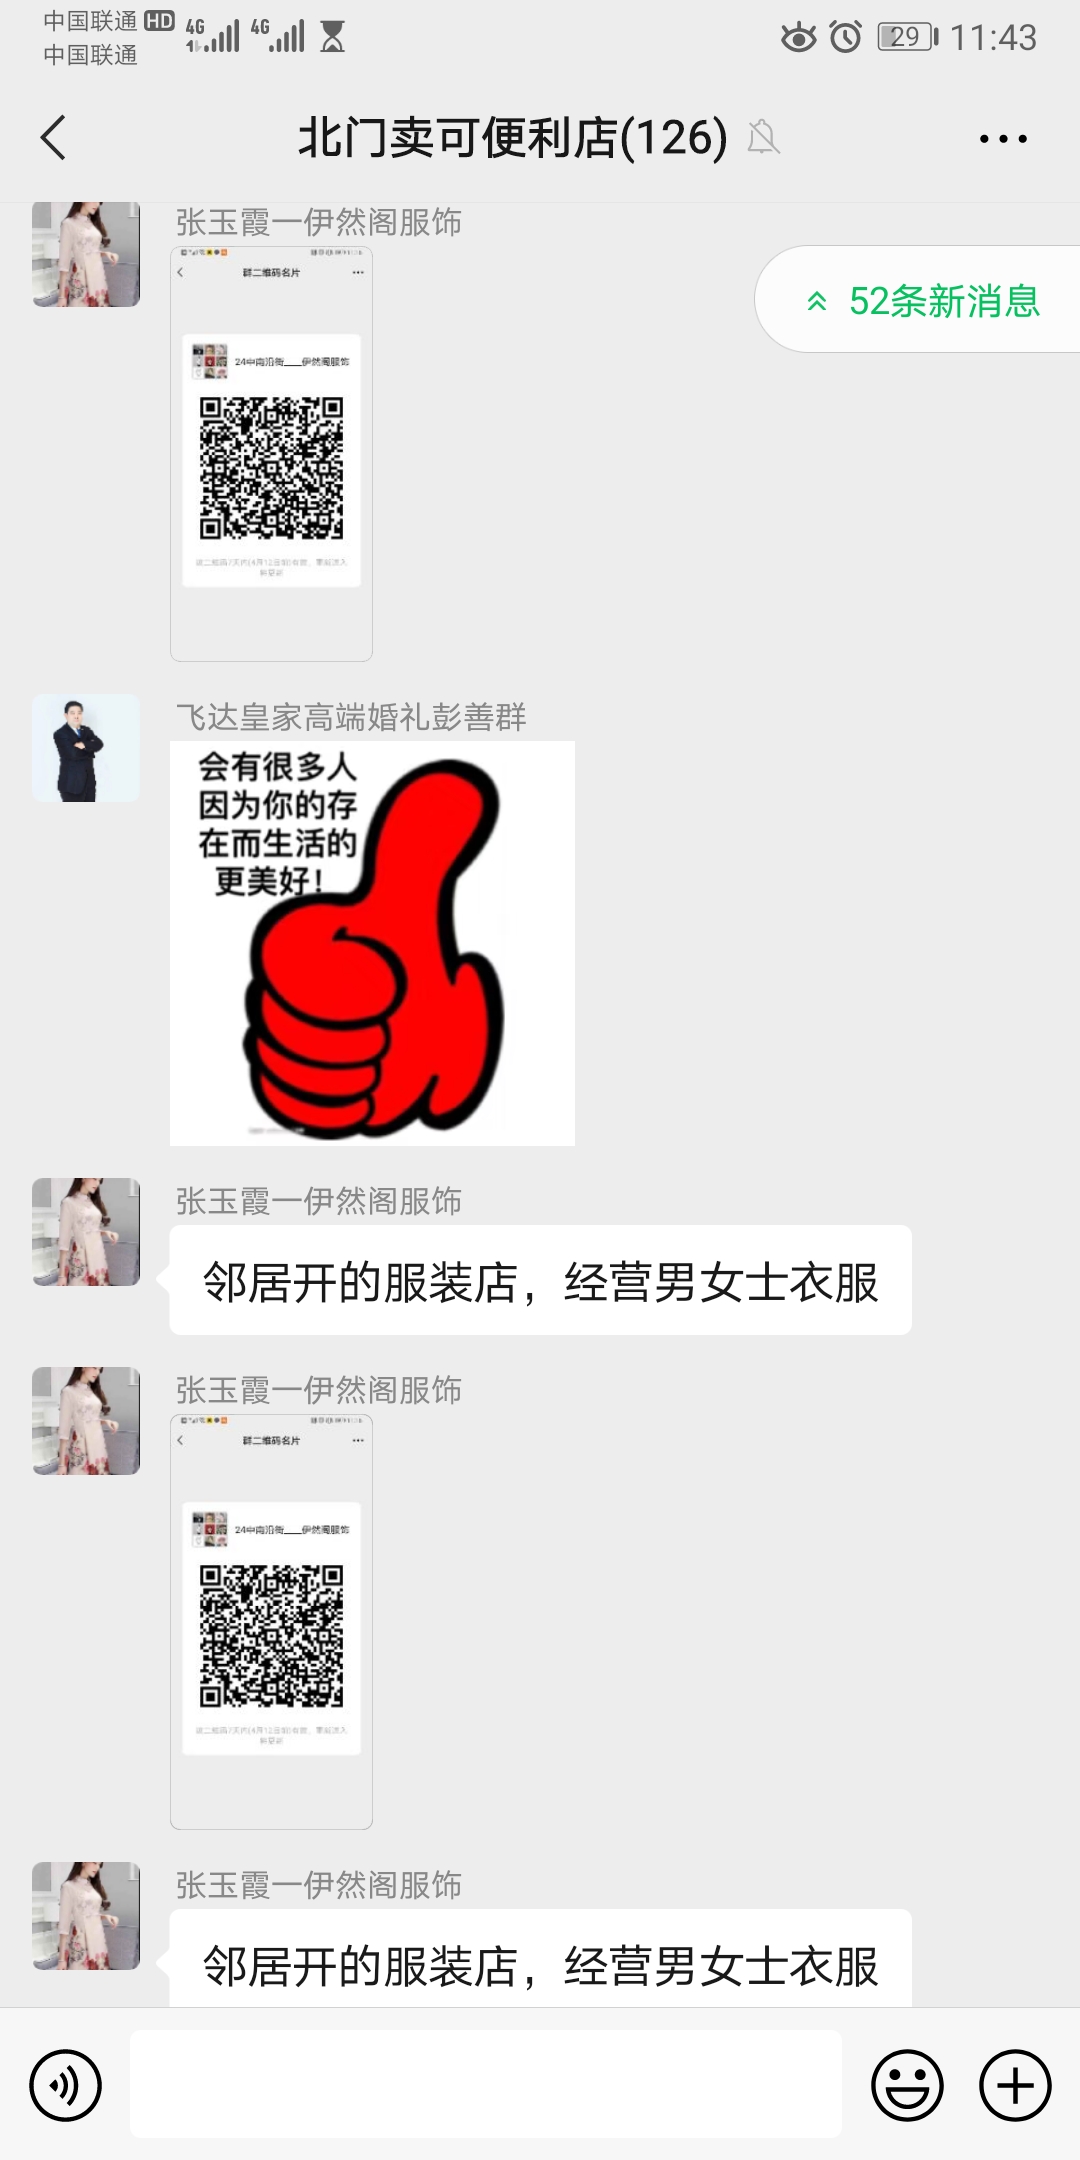 中国联通 HD 4G 4G 29 11:43
中国联通
北门卖可便利店(126)
张玉霞一伊然阁服饰
52条新消息
群二维码名片
24中南沿街___伊然阁服饰
飞达皇家高端婚礼彭善群
会有很多人
因为你的存
在而生活的
更美好!
张玉霞一伊然阁服饰
邻居开的服装店，经营男女士衣服
张玉霞一伊然阁服饰
群二维码名片
24中南沿街___伊然阁服饰
张玉霞一伊然阁服饰
邻居开的服装店，经营男女士衣服